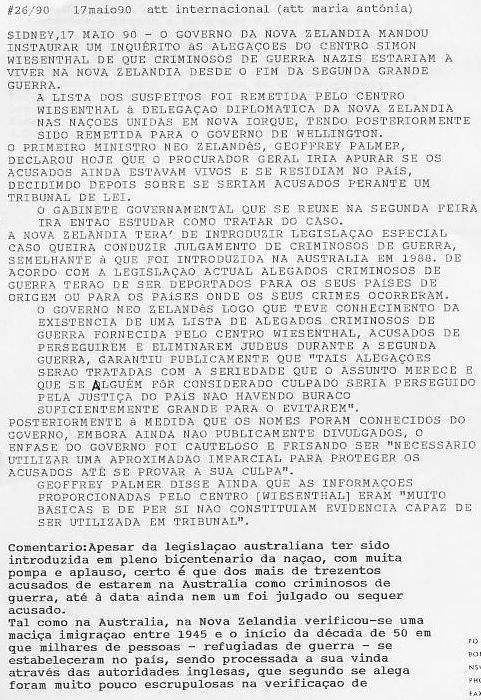 #26/90   17maio90  att internacional (att maria antónia)
SIDNEY,17 MAIO 90 - O GOVERNO DA NOVA ZELANDIA MANDOU
INSTAURAR UM INQUÉRITO àS ALEGAÇOES DO CENTRO SIMON
WIESENTHAL DE QUE CRIMINOSOS DE GUERRA NAZIS ESTARIAM A
VIVER NA NOVA ZELANDIA DESDE O FIM DA SEGUNDA GRANDE
GUERRA.
A LISTA DOS SUSPEITOS FOI REMETIDA PELO CENTRO
WIESENTHAL à DELEGAÇAO DIPLOMATICA DA NOVA ZELANDIA
NAS NAÇOES UNIDAS EM NOVA IORQUE, TENDO POSTERIORMENTE
SIDO REMETIDA PARA O GOVERNO DE WELLINGTON.
O PRIMEIRO MINISTRO NEO ZELANDéS, GEOFFREY PALMER,
DECLAROU HOJE QUE O PROCURADOR GERAL IRIA APURAR SE OS
ACUSADOS AINDA ESTAVAM VIVOS E SE RESIDIAM NO PAíS,
DECIDIMDO DEPOIS SOBRE SE SERIAM ACUSADOS PERANTE UM
TRIBUNAL DE LEI.
O GABINETE GOVERNAMENTAL QUE SE REUNE NA SEGUNDA FEIRA
IRA ENTAO ESTUDAR COMO TRATAR DO CASO.
A NOVA ZELANDIA TERA' DE INTRODUZIR LEGISLAÇAO ESPECIAL
CASO QUEIRA CONDUZIR JULGAMENTO DE CRIMINOSOS DE GUERRA,
SEMELHANTE à QUE FOI INTRODUZIDA NA AUSTRALIA EM 1988. DE
ACORDO COM A LEGISLAÇAO ACTUAL ALEGADOS CRIMINOSOS DE
GUERRA TERAO DE SER DEPORTADOS PARA OS SEUS PAíSES DE
ORIGEM OU PARA OS PAíSES ONDE OS SEUS CRIMES OCORRERAM.
O GOVERNO NEO ZELANDéS LOGO QUE TEVE CONHECIMENTO DA
EXISTENCIA DE UMA LISTA DE ALEGADOS CRIMINOSOS DE
GUERRA FORNECIDA PELO CENTRO WIESENTHAL, ACUSADOS DE
PERSEGUIREM E ELIMINAREM JUDEUS DURANTE A SEGUNDA
GUERRA, GARANTIU PUBLICAMENTE QUE "TAIS ALEGAÇOES
SERAO TRATADAS COM A SERIEDADE QUE O ASSUNTO MERECE E
QUE SE ALGUÉM FôR CONSIDERADO CULPADO SERIA PERSEGUIDO
PELA JUSTIÇA DO PAíS NAO HAVENDO BURACO
SUFICIENTEMENTE GRANDE PARA O EVITAREM".
POSTERIORMENTE à MEDIDA QUE OS NOMES FORAM CONHECIDOS DO
GOVERNO, EMBORA AINDA NAO PUBLICAMENTE DIVULGADOS, O
ENFASE DO GOVERNO FOI CAUTELOSO E FRISANDO SER "NECESSARIO
UTILIZAR UMA APROXIMADAO IMPARCIAL PARA PROTEGER OS
ACUSADOS ATÉ SE PROVAR A SUA CULPA".
GEOFFREY PALMER DISSE AINDA QUE AS INFORMAÇOES
PROPORCIONADAS PELO CENTRO [WIESENTHAL] ERAM "MUITO
BASICAS E DE PER SI NAO CONSTITUIAM EVIDENCIA CAPAZ DE
SER UTILIZADA EM TRIBUNAL".
Comentario:Apesar da legislaçao australiana ter sido
introduzida em pleno bicentenario da naçao, com muita
pompa e aplauso, certo é que dos mais de trezentos
acusados de estarem na Australia como criminosos de
guerra, até à data ainda nem um foi julgado ou sequer
acusado.
Tal como na Australia, na Nova Zelandia verificou-se uma
maciça imigraçao entre 1945 e o início da década de 50 em
que milhares de pessoas - refugiadas de guerra - se
estabeleceram no país, sendo processada a sua vinda
através das autoridades inglesas, que segundo se alega
foram muito pouco escrupulosas na verificaçao de
PO
BO
NSW
PHO
FAX